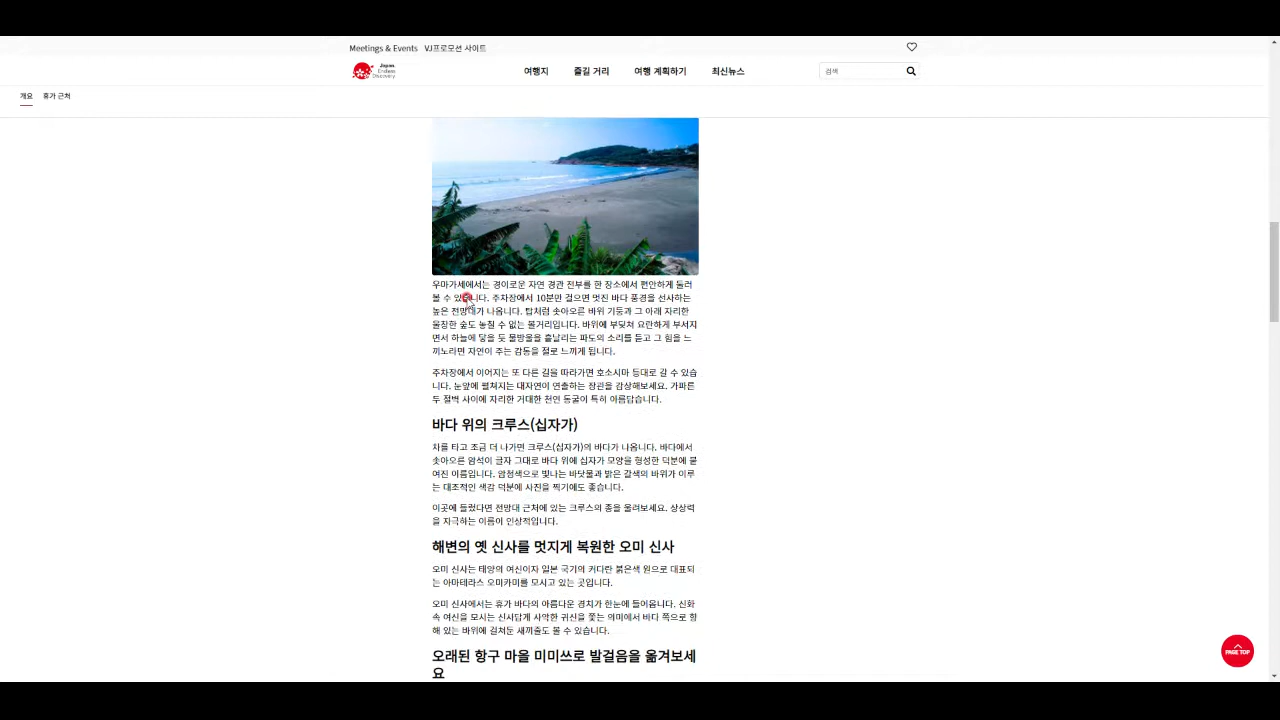 Meetings & Events VJ프로모션 사이트
Japan.
Endless
Discovery.
여행지 즐길 거리 여행 계획하기 최신뉴스 검색
개요 휴가 근처
우마가세에서는 경이로운 자연 경관 전부를 한 장소에서 편안하게 둘러
볼 수 있습니다. 주차장에서 10분만 걸으면 멋진 바다 풍경을 선사하는
높은 전망대가 나옵니다. 탑처럼 솟아오른 바위 기둥과 그 아래 자리한
울창한 숲도 놓칠 수 없는 볼거리입니다. 바위에 부딪쳐 요란하게 부서지
면서 하늘에 닿을 듯 물방울을 흩날리는 파도의 소리를 듣고 그 힘을 느
끼노라면 자연이 주는 감동을 절로 느끼게 됩니다.
주차장에서 이어지는 또 다른 길을 따라가면 호소시마 등대로 갈 수 있습
니다. 눈앞에 펼쳐지는 대자연이 연출하는 장관을 감상해보세요. 가파른
두 절벽 사이에 자리한 거대한 천연 동굴이 특히 아름답습니다.
바다 위의 크루스(십자가)
차를 타고 조금 더 나가면 크루스(십자가)의 바다가 나옵니다. 바다에서
솟아오른 암석이 글자 그대로 바다 위에 십자가 모양을 형성한 덕분에 붙
여진 이름입니다. 암청색으로 빛나는 바닷물과 밝은 갈색의 바위가 이루
는 대조적인 색감 덕분에 사진을 찍기에도 좋습니다.
이곳에 들렀다면 전망대 근처에 있는 크루스의 종을 울려보세요. 상상력
을 자극하는 이름이 인상적입니다.
해변의 옛 신사를 멋지게 복원한 오미 신사
오미 신사는 태양의 여신이자 일본 국기의 커다란 붉은색 원으로 대표되
는 아마테라스 오미카미를 모시고 있는 곳입니다.
오미 신사에서는 휴가 바다의 아름다운 경치가 한눈에 들어옵니다. 신화
속 여신을 모시는 신사답게 사악한 귀신을 쫓는 의미에서 바다 쪽으로 향
해 있는 바위에 걸쳐둔 새끼줄도 볼 수 있습니다.
오래된 항구 마을 미미쓰로 발걸음을 옮겨보세
요
PAGE TOP